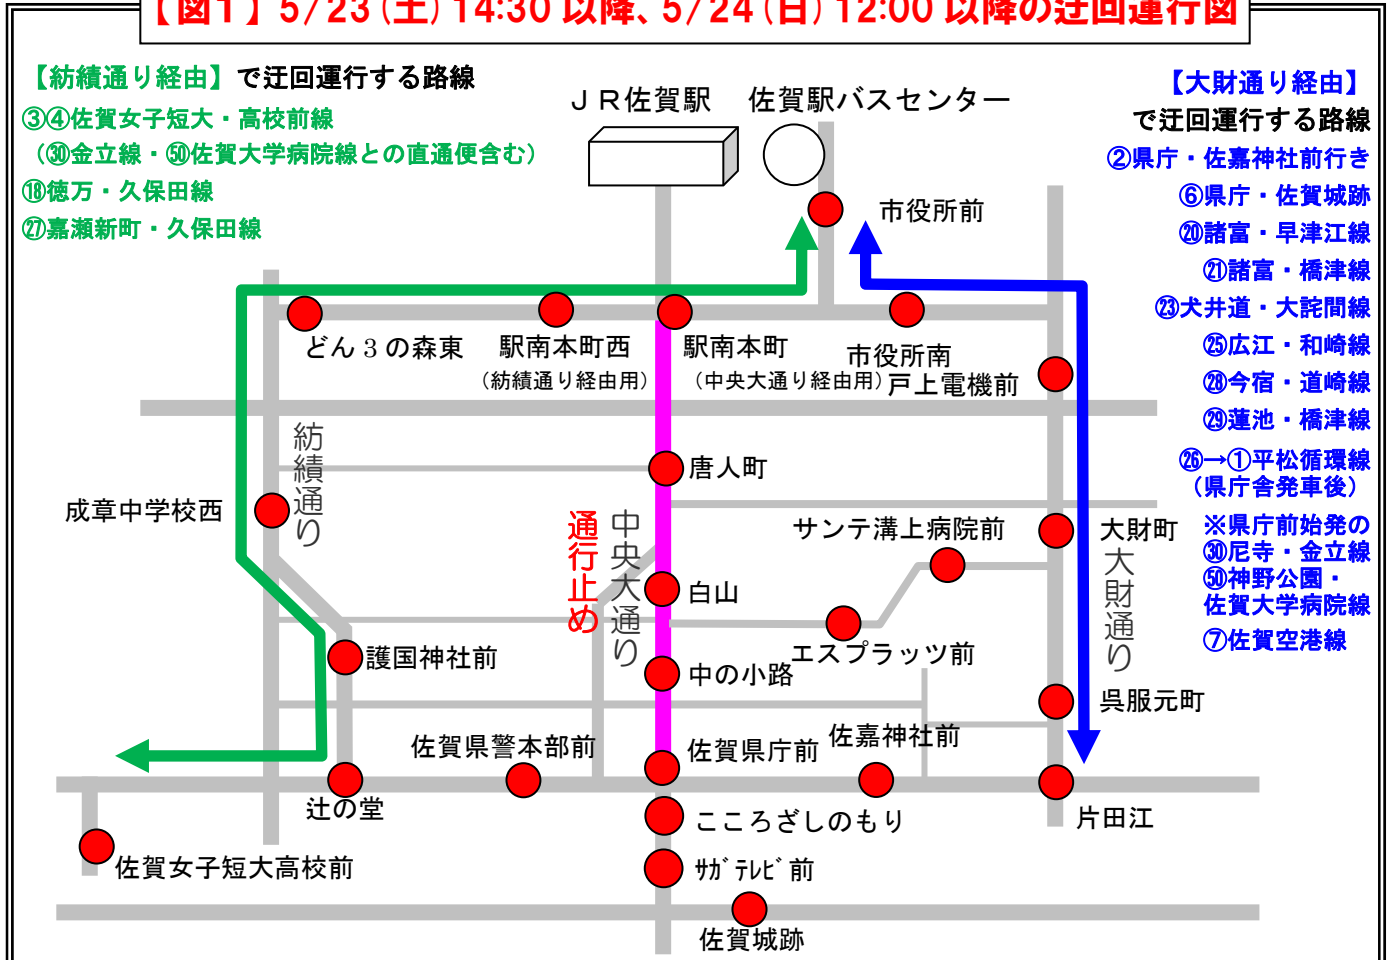 【図1】5/23(土)14:30以降、5/24(日)12:00以降の迂回運行図
【紡績通り経由】で迂回運行する路線
③④佐賀女子短大・高校前線
(㉚金立線・㊿佐賀大学病院線との直通便含む)
⑱徳万・久保田線
㉗嘉瀬新町・久保田線
【大財通り経由】
で迂回運行する路線
②県庁・佐嘉神社前行き
⑥県庁・佐賀城跡
⑳諸富・早津江線
㉑諸富・橋津線
㉓犬井道・大詫間線
㉕広江・和崎線
㉘今宿・道崎線
㉙蓮池・橋津線
㉖→①平松循環線
(県庁舎発車後)
※県庁前始発の
㉚尼寺・金立線
㊿神野公園・
佐賀大学病院線
⑦佐賀空港線
JR佐賀駅
佐賀駅バスセンター
市役所前
どん3の森東
駅南本町西
(紡績通り経由用)
駅南本町
(中央大通り経由用)
市役所南
戸上電機前
紡績通り
唐人町
成章中学校西
通行止め
中央大通り
サンテ溝上病院前
大財町
大財通り
白山
エスプラッツ前
護国神社前
中の小路
呉服元町
佐賀県警本部前
佐賀県庁前
佐嘉神社前
辻の堂
こころざしのもり
片田江
佐賀女子短大高校前
サガテレビ前
佐賀城跡